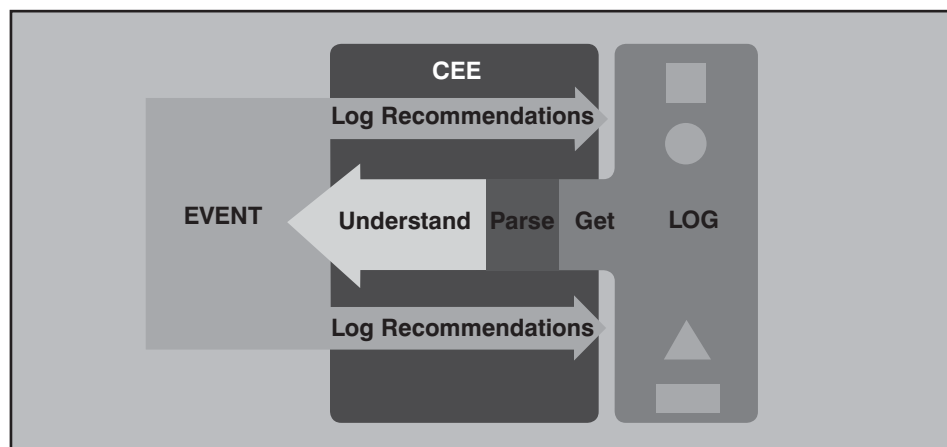 CEE
Log Recommendations
EVENT
Understand
Parse
Get
LOG
Log Recommendations